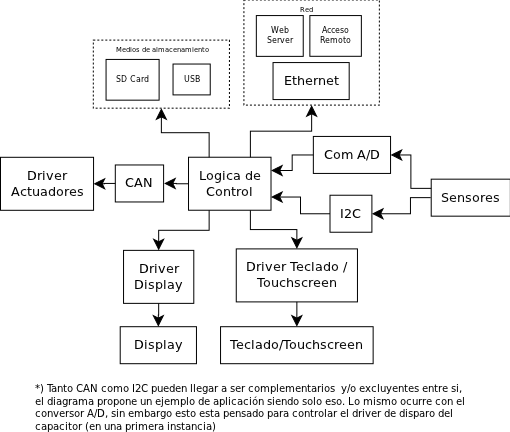 Red
Web
Server
Acceso
Remoto
Ethernet
Medios de almacenamiento
SD Card
USB
Driver
Actuadores
CAN
Logica de
Control
Com A/D
I2C
Sensores
Driver
Display
Driver Teclado /
Touchscreen
Display
Teclado/Touchscreen
*) Tanto CAN como I2C pueden llegar a ser complementarios y/o excluyentes entre si,
el diagrama propone un ejemplo de aplicación siendo solo eso. Lo mismo ocurre con el
conversor A/D, sin embargo esto esta pensado para controlar el driver de disparo del
capacitor (en una primera instancia)